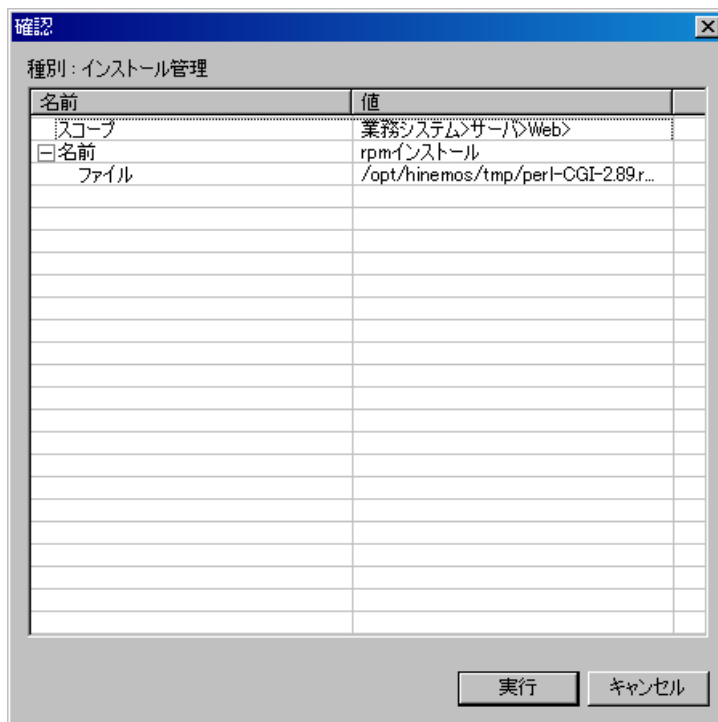 確認
種別：インストール管理
名前 値
スコープ 業務システム>サーバ>Web>
名前 rpmインストール
ファイル /opt/hinemos/tmp/perl-CGI-2.89.r...
実行 キャンセル